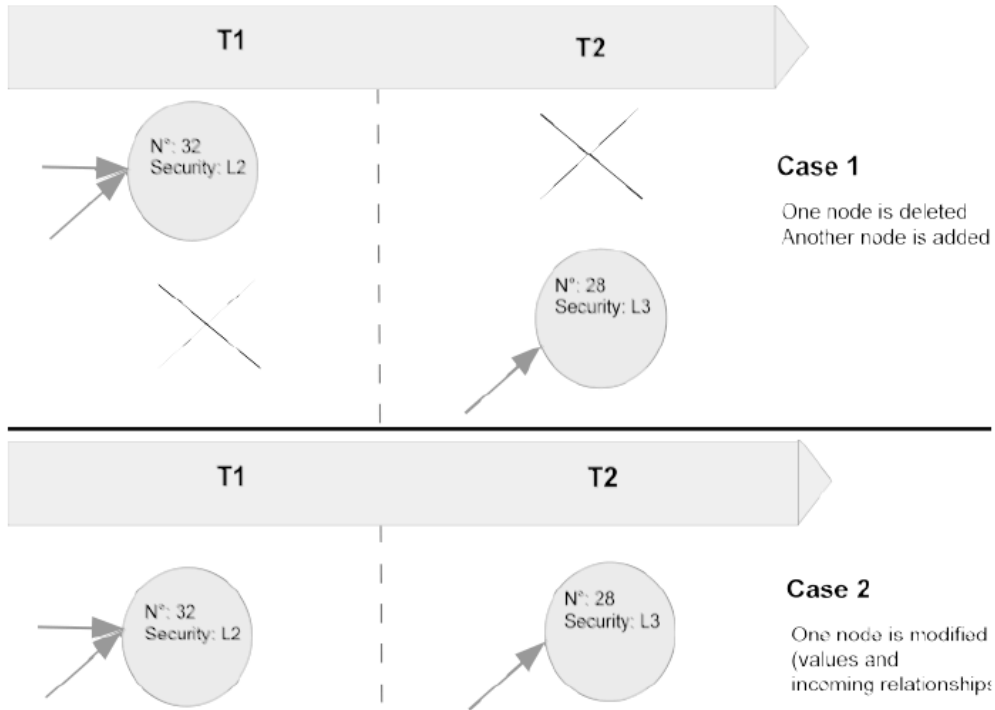 T1
T2
N°: 32
Security: L2
Case 1
One node is deleted
Another node is added
N°: 28
Security: L3
T1
T2
N°: 32
Security: L2
N°: 28
Security: L3
Case 2
One node is modified
(values and
incoming relationships